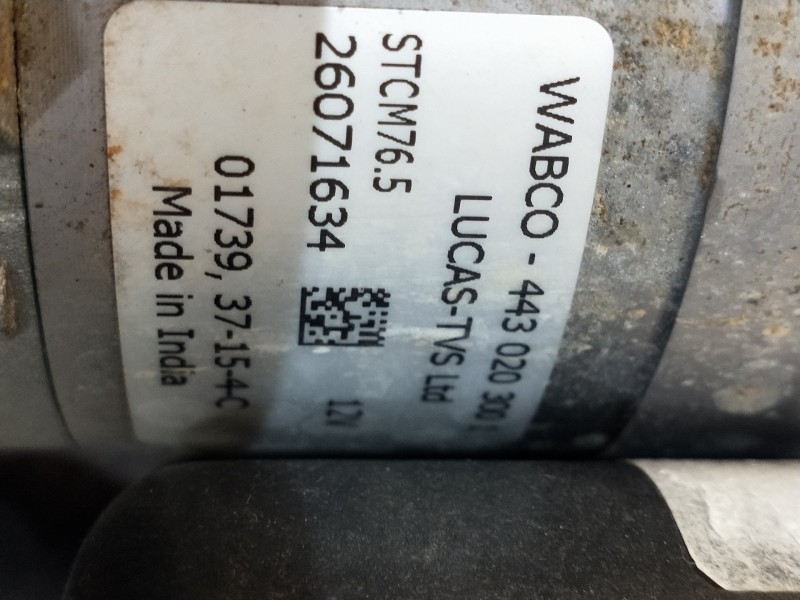 WABCO - 443 020 300
LUCAS-TVS Ltd
STCM76.5
26071634 12V
01739, 37-15-4-C
Made in India